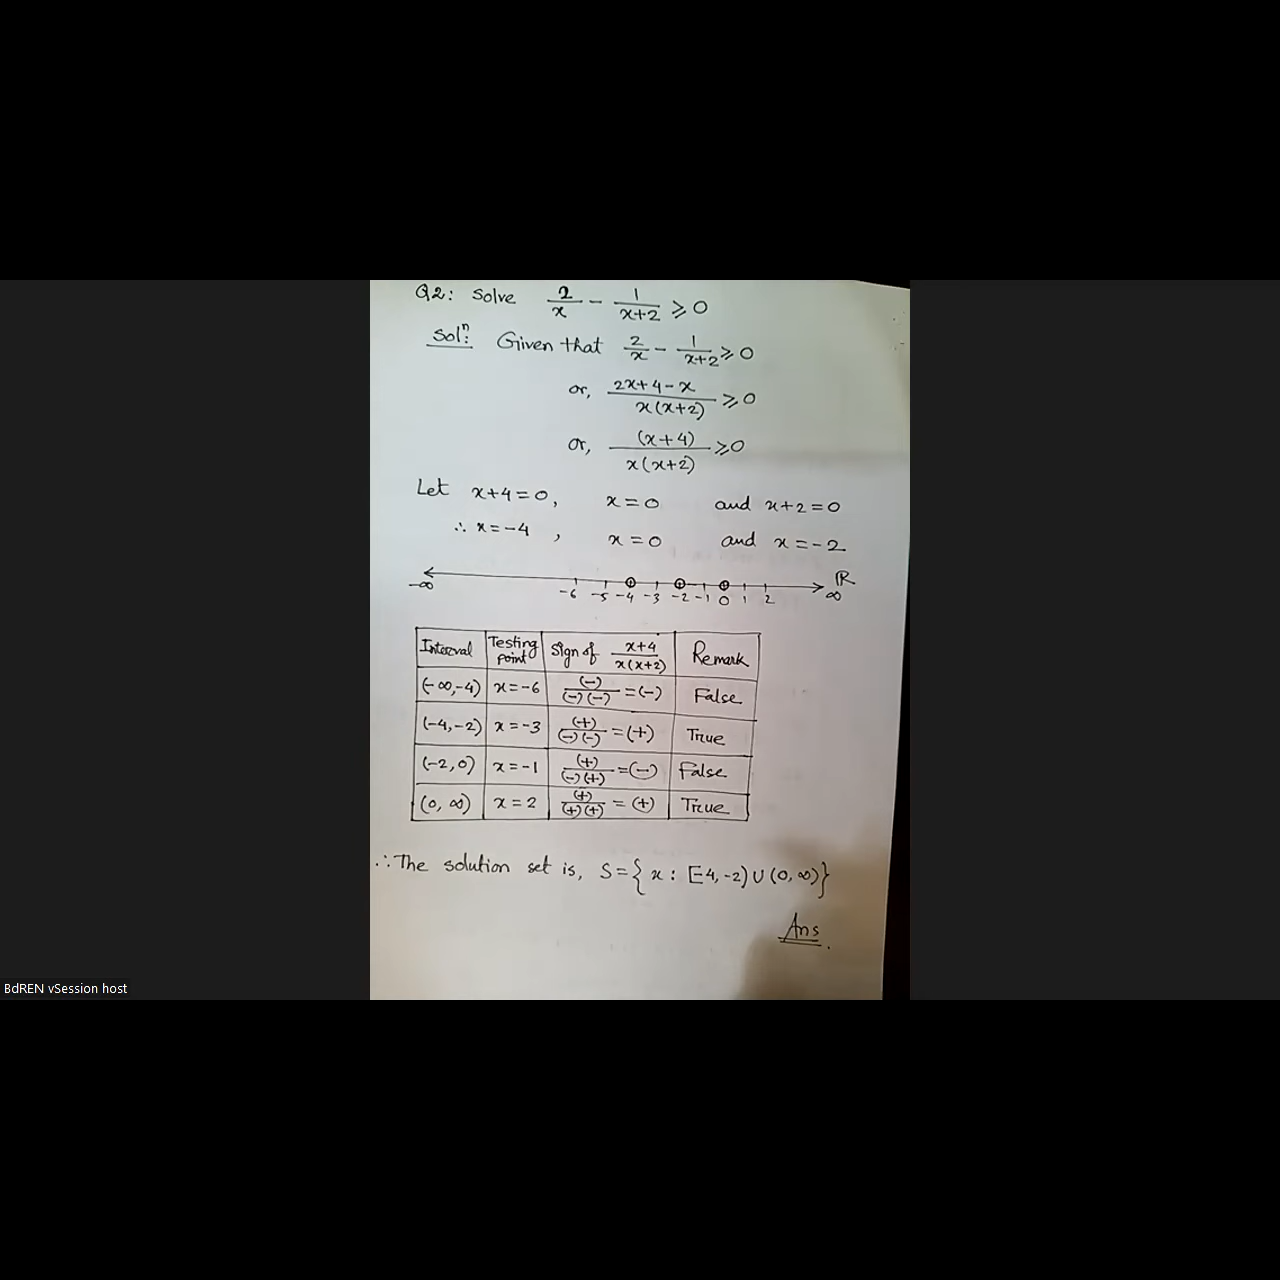 Q2: Solve 2/x - 1/(x+2) ≥ 0
Solⁿ: Given that 2/x - 1/(x+2) ≥ 0
or, (2x+4-x)/(x(x+2)) ≥ 0
or, (x+4)/(x(x+2)) ≥ 0
Let x+4=0, x=0 and x+2=0
∴ x=-4, x=0 and x=-2
-∞ -6 -5 -4 -3 -2 -1 0 1 2 ∞ ℝ
Interval Testing point Sign of (x+4)/(x(x+2)) Remark
(-∞,-4) x=-6 (-)/((-)(-)) =(-) False
(-4,-2) x=-3 (+)/((-)(-)) =(+) True
(-2,0) x=-1 (+)/((-)(+)) =(-) False
(0, ∞) x=2 (+)/((+)(+)) = (+) True
∴ The solution set is, S={x : [-4,-2) ∪ (0,∞)}
Ans.
BdREN vSession host